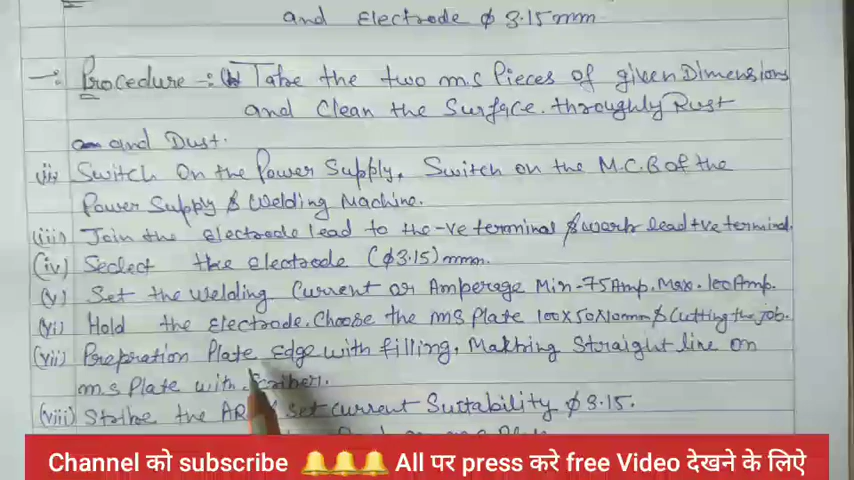 and Electrode ϕ 3.15mm
Procedure :- (i) Take the two m.s Pieces of given Dimensions
and Clean the Surface. throughly Rust
and Dust.
(ii) Switch On the Power Supply, Switch on the M.C.B of the
Power Supply & Welding Machine.
(iii) Join the electrode lead to the -ve terminal & work lead +ve terminal.
(iv) Seclect the electrode (ϕ3.15) mm.
(v) Set the welding Current or Amperage Min-75Amp. Max. 100Amp.
(vi) Hold the Electrode. Choose the ms Plate 100x50x10mm & Cutting the job.
(vii) Prepration Plate Edge with filling, Making Straight line on
m.s Plate with Scriber.
(viii) Strike the AR set current Suitability ϕ 3.15.
Channel को subscribe 🔔🔔🔔 All पर press करे free Video देखने के लिऐ